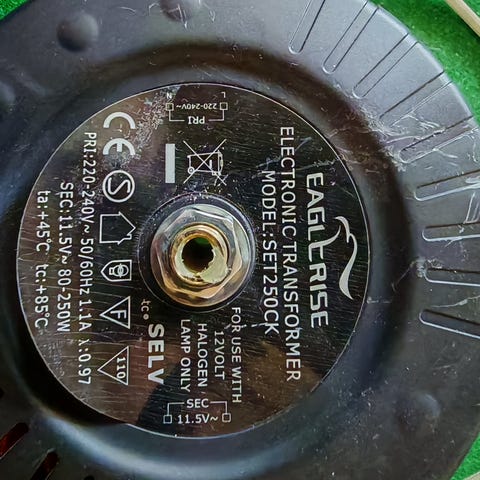 EAGLERISE
ELECTRONIC TRANSFORMER
MODEL:SET250CK
PRI
220-240V~
FOR USE WITH
12VOLT
HALOGEN
LAMP ONLY
SEC
11.5V~
CE
S
F
110
tc• SELV
PRI:220-240V~ 50/60Hz 1.1A λ:0.97
SEC:11.5V~ 80-250W
ta:+45°C tc:+85°C